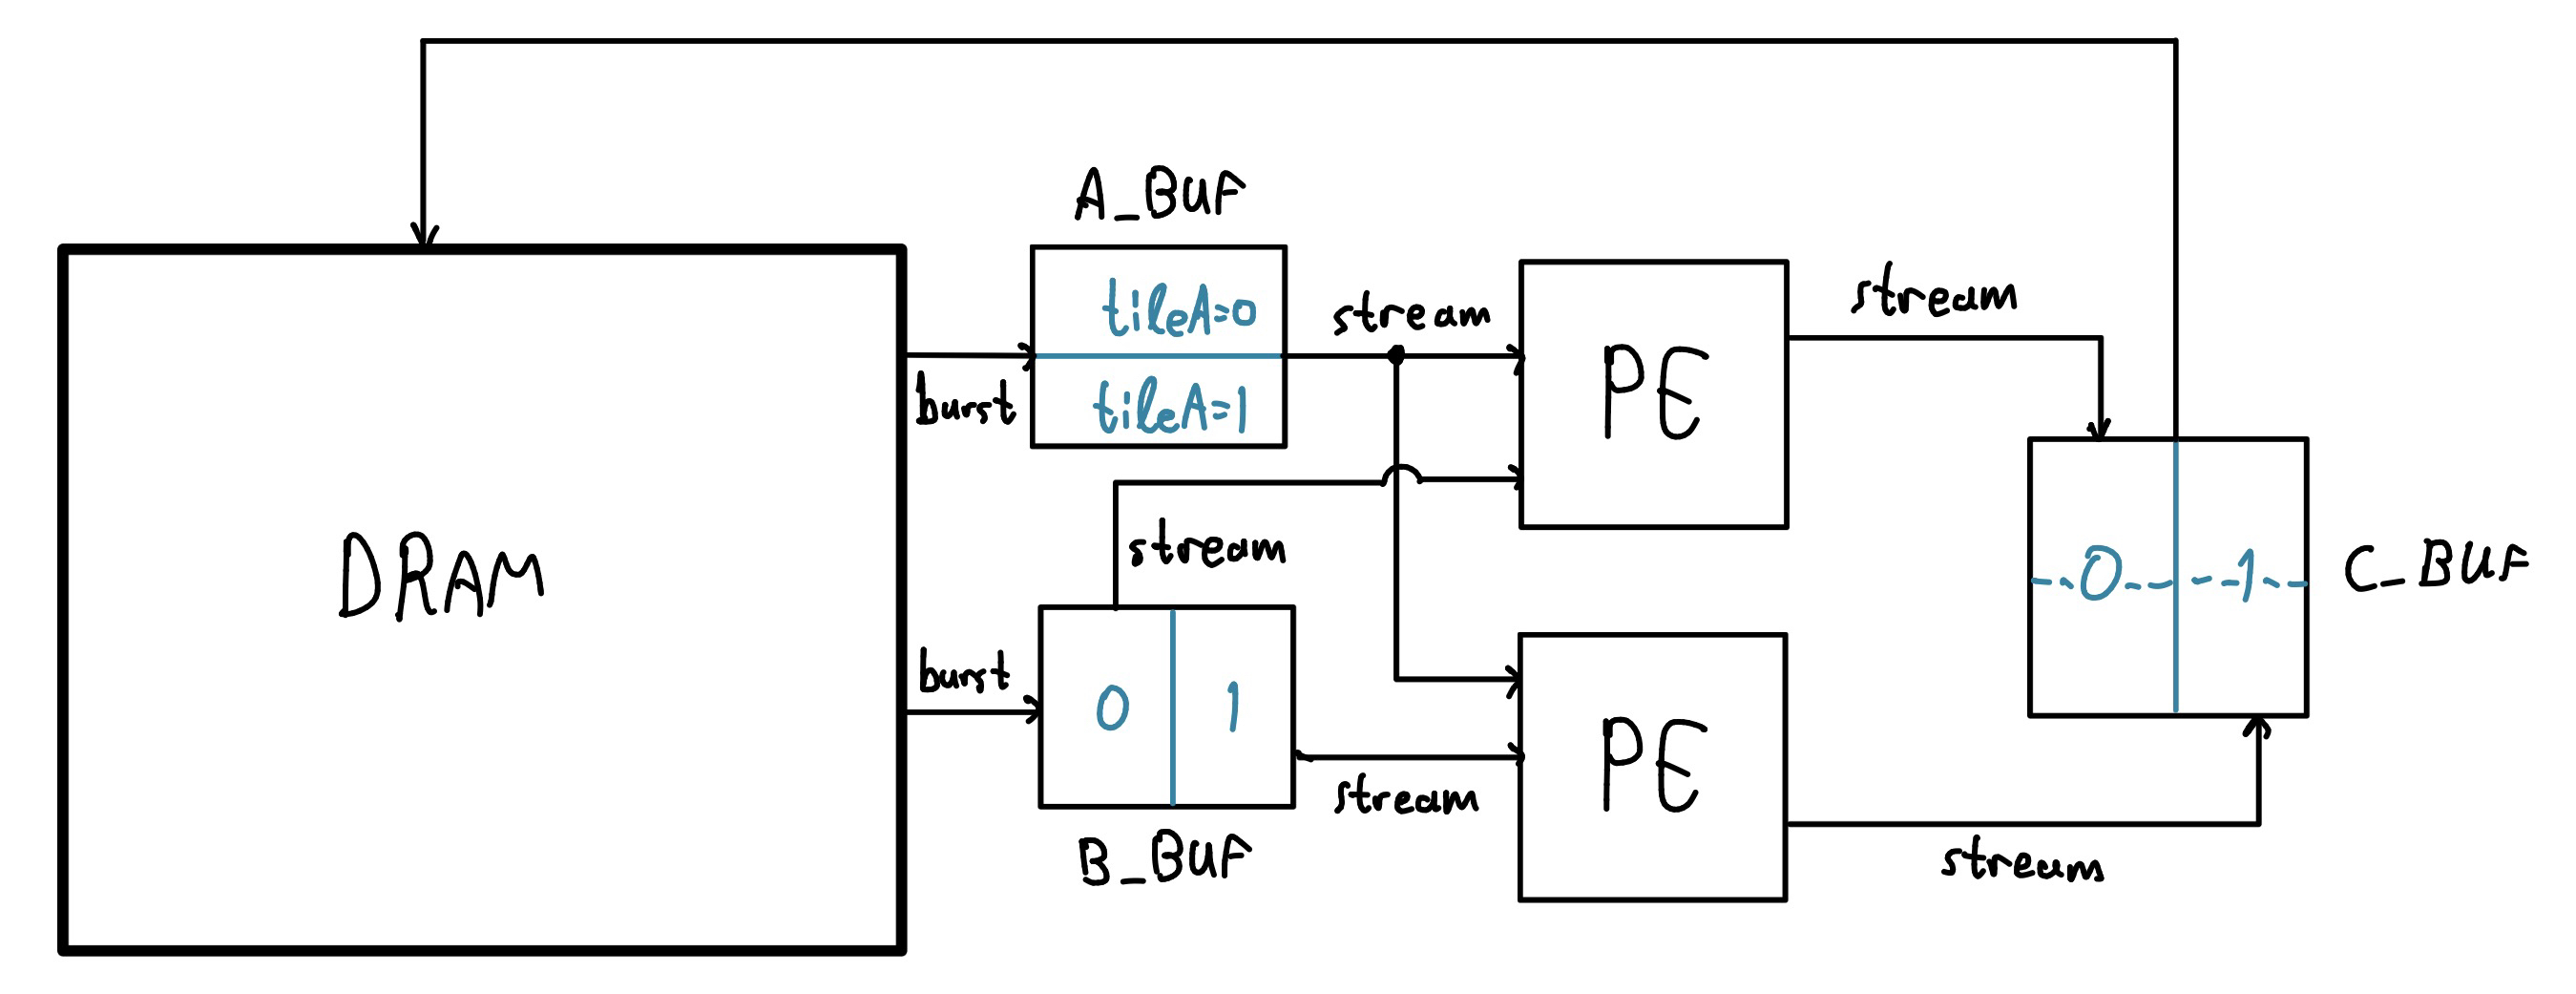 A_BUF
tileA=0
tileA=1
burst
stream
PE
stream
DRAM
stream
burst
0 1
B_BUF
stream
PE
stream
0 1
C_BUF